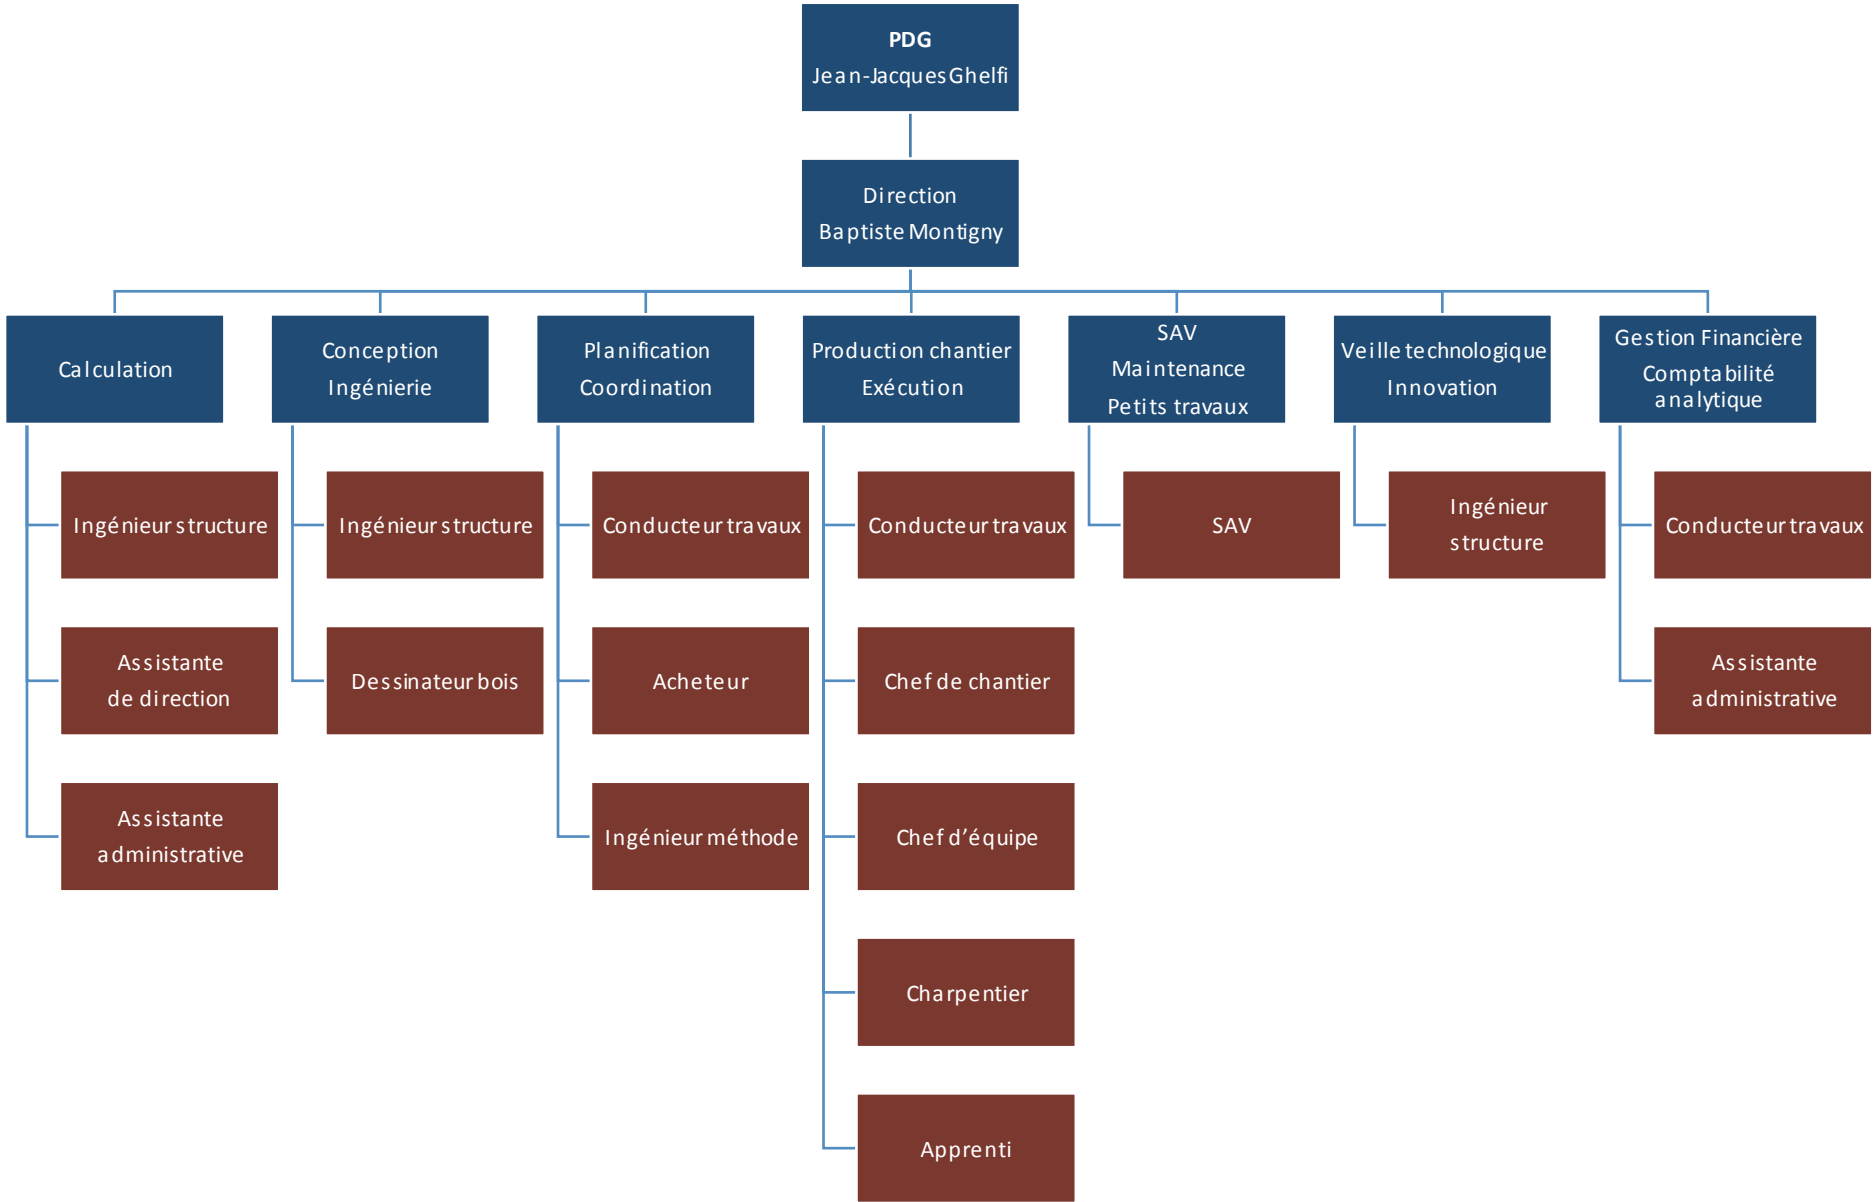 PDG
Jean-Jacques Ghelfi
Direction
Baptiste Montigny
Calculation
Conception
Ingénierie
Planification
Coordination
Production chantier
Exécution
SAV
Maintenance
Petits travaux
Veille technologique
Innovation
Gestion Financière
Comptabilité
analytique
Ingénieur structure
Assistante
de direction
Assistante
administrative
Ingénieur structure
Dessinateur bois
Conducteur travaux
Acheteur
Ingénieur méthode
Conducteur travaux
Chef de chantier
Chef d’équipe
Charpentier
Apprenti
SAV
Ingénieur
structure
Conducteur travaux
Assistante
administrative